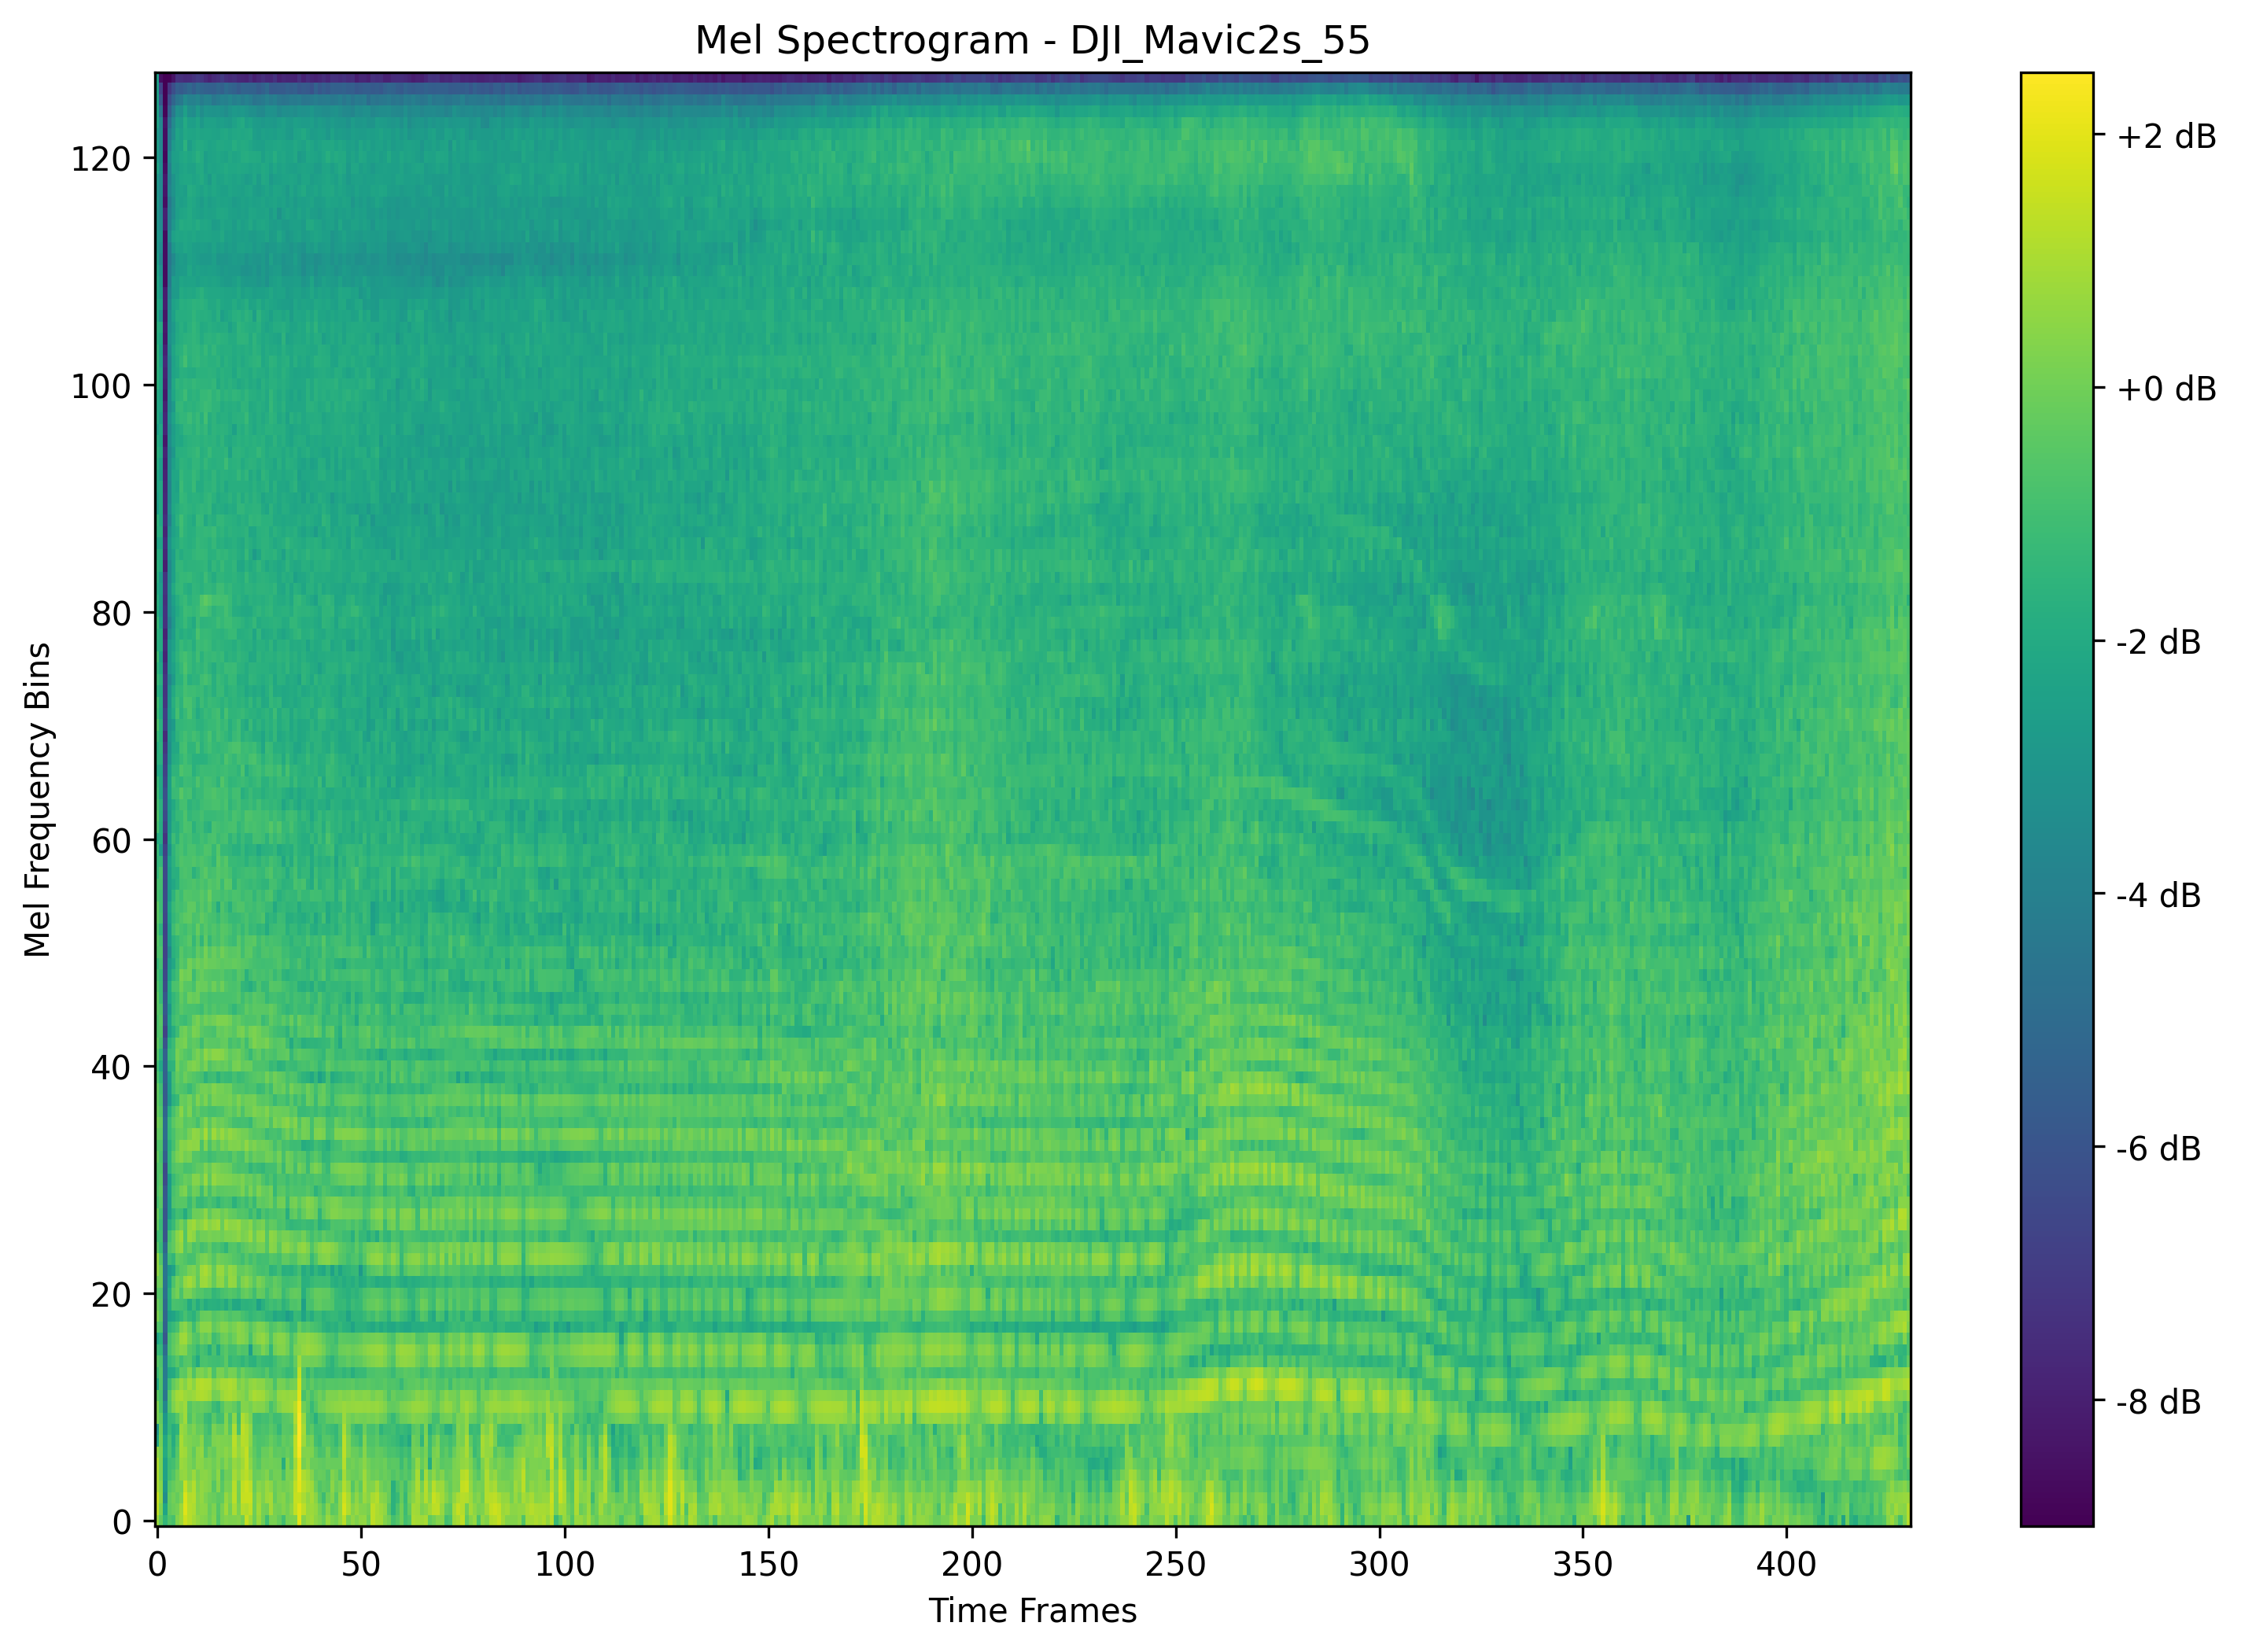 Mel Spectrogram - DJI_Mavic2s_55
Mel Frequency Bins
120
100
80
60
40
20
0
0 50 100 150 200 250 300 350 400
Time Frames
+2 dB
+0 dB
-2 dB
-4 dB
-6 dB
-8 dB